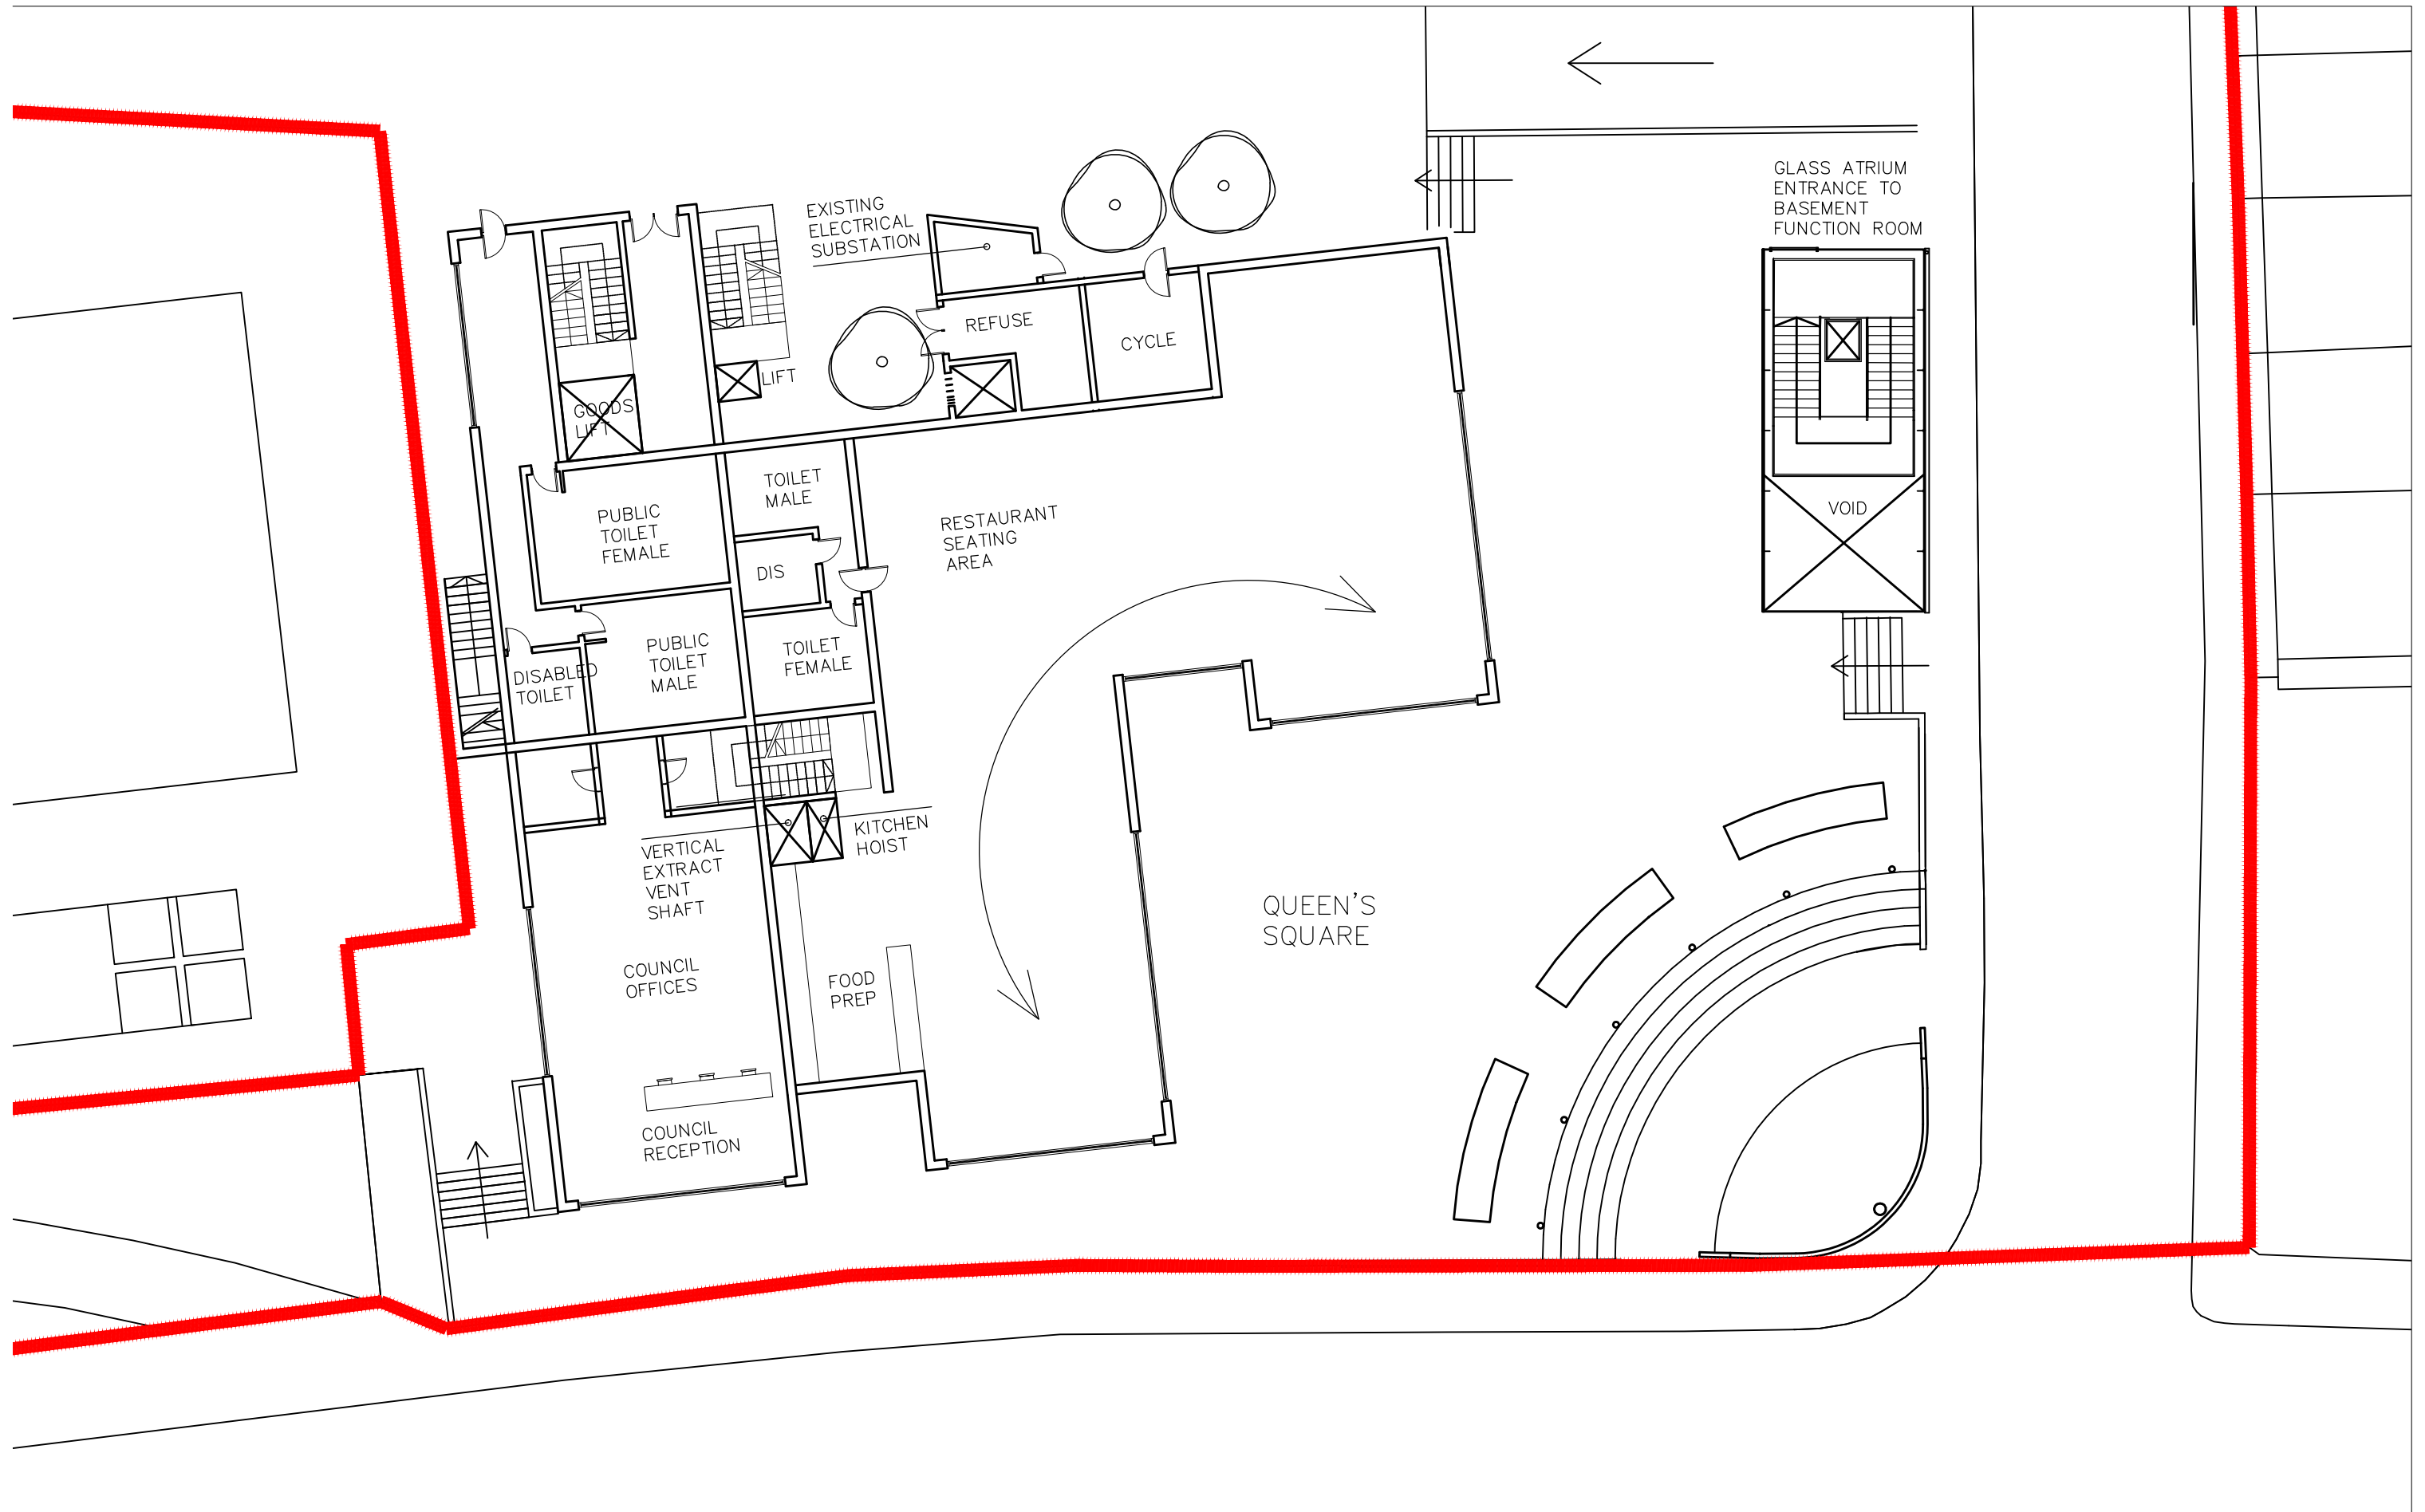 GLASS ATRIUM
ENTRANCE TO
BASEMENT
FUNCTION ROOM
EXISTING
ELECTRICAL
SUBSTATION
REFUSE
CYCLE
LIFT
GOODS
LIFT
TOILET
MALE
PUBLIC
TOILET
FEMALE
RESTAURANT
SEATING
AREA
VOID
DIS
PUBLIC
TOILET
MALE
TOILET
FEMALE
DISABLED
TOILET
KITCHEN
HOIST
VERTICAL
EXTRACT
VENT
SHAFT
QUEEN'S
SQUARE
COUNCIL
OFFICES
FOOD
PREP
COUNCIL
RECEPTION